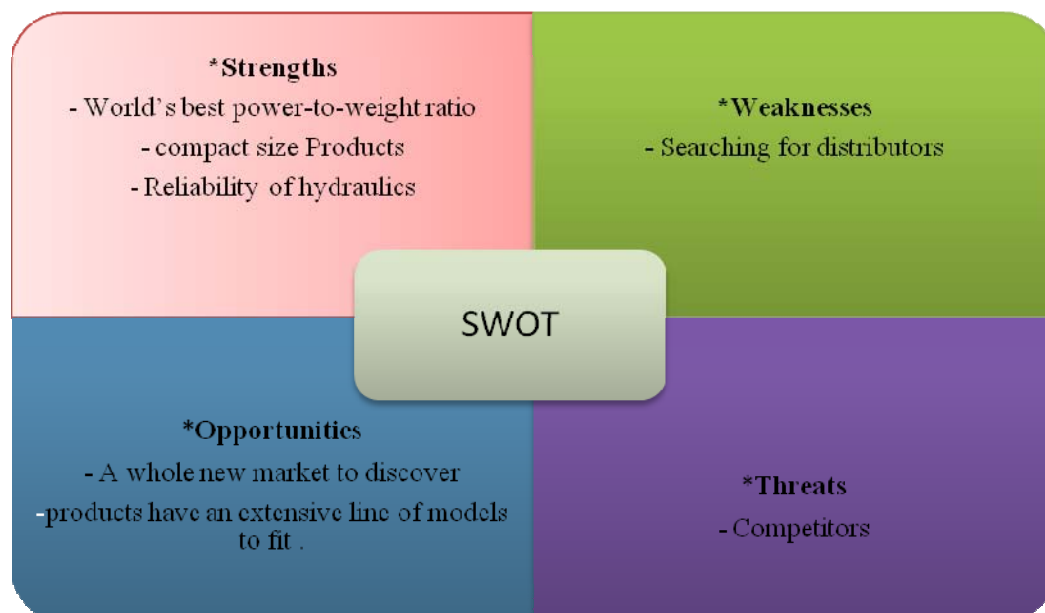 *Strengths
- World's best power-to-weight ratio
- compact size Products
- Reliability of hydraulics
*Weaknesses
- Searching for distributors
SWOT
*Opportunities
- A whole new market to discover
-products have an extensive line of models
to fit .
*Threats
- Competitors